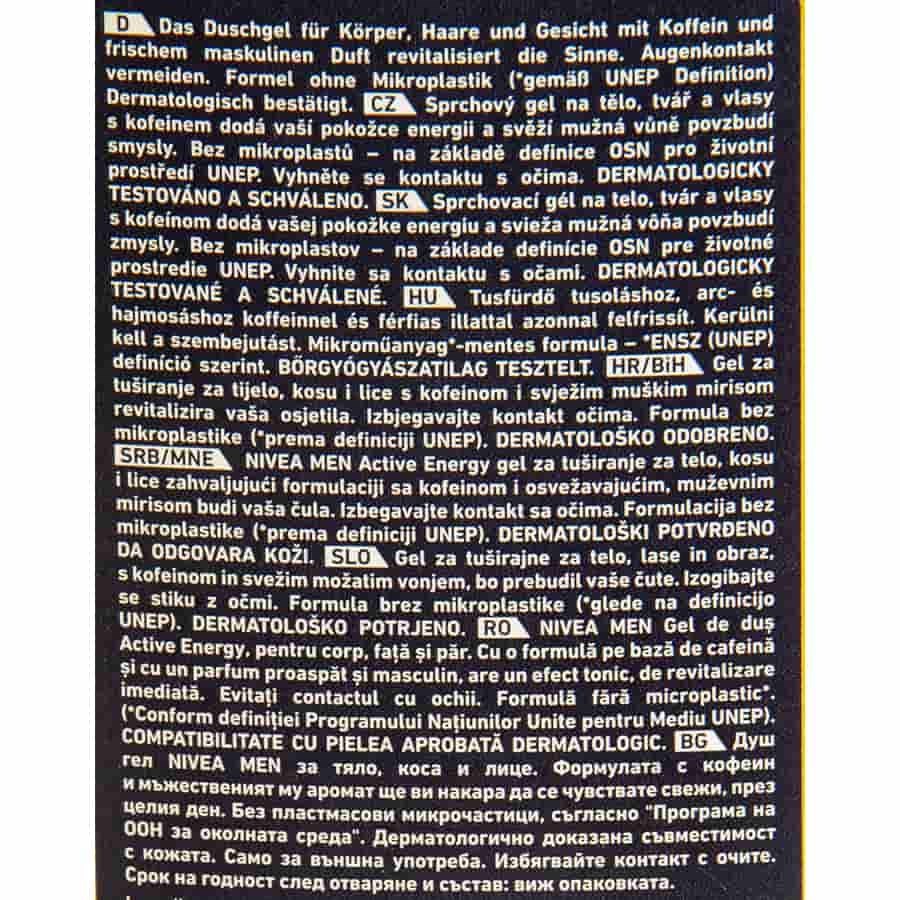 D Das Duschgel für Körper, Haare und Gesicht mit Koffein und
frischem maskulinen Duft revitalisiert die Sinne. Augenkontakt
vermeiden. Formel ohne Mikroplastik (*gemäß UNEP Definition)
Dermatologisch bestätigt. CZ Sprchový gel na tělo, tvář a vlasy
s kofeinem dodá vaší pokožce energii a svěží mužná vůně povzbudí
smysly. Bez mikroplastů – na základě definice OSN pro životní
prostředí UNEP. Vyhněte se kontaktu s očima. DERMATOLOGICKY
TESTOVÁNO A SCHVÁLENO. SK Sprchovací gél na telo, tvár a vlasy
s kofeínom dodá vašej pokožke energiu a svieža mužná vôňa povzbudí
zmysly. Bez mikroplastov – na základe definície OSN pre životné
prostredie UNEP. Vyhnite sa kontaktu s očami. DERMATOLOGICKY
TESTOVANÉ A SCHVÁLENÉ. HU Tusfürdő tusoláshoz, arc- és
hajmosáshoz koffeinnel és férfias illattal azonnal felfrissít. Kerülni
kell a szembejutást. Mikroműanyag*-mentes formula – *ENSZ (UNEP)
definíció szerint. BŐRGYÓGYÁSZATILAG TESZTELT. HR/BiH Gel za
tuširanje za tijelo, kosu i lice s kofeinom i svježim muškim mirisom
revitalizira vaša osjetila. Izbjegavajte kontakt očima. Formula bez
mikroplastike (*prema definiciji UNEP). DERMATOLOŠKO ODOBRENO.
SRB/MNE NIVEA MEN Active Energy gel za tuširanje za telo, kosu
i lice zahvaljujući formulaciji sa kofeinom i osvežavajućim, muževnim
mirisom budi vaša čula. Izbegavajte kontakt sa očima. Formulacija bez
mikroplastike (*prema definiciji UNEP). DERMATOLOŠKI POTVRĐENO
DA ODGOVARA KOŽI. SLO Gel za tuširajne za telo, lase in obraz,
s kofeinom in svežim možatim vonjem, bo prebudil vaše čute. Izogibajte
se stiku z očmi. Formula brez mikroplastike (*glede na definicijo
UNEP). DERMATOLOŠKO POTRJENO. RO NIVEA MEN Gel de duș
Active Energy, pentru corp, față și păr. Cu o formulă pe bază de cafeină
și cu un parfum proaspăt și masculin, are un efect tonic, de revitalizare
imediată. Evitați contactul cu ochii. Formulă fără microplastic*.
(*Conform definiției Programului Națiunilor Unite pentru Mediu UNEP).
COMPATIBILITATE CU PIELEA APROBATĂ DERMATOLOGIC. BG Душ
гел NIVEA MEN за тяло, коса и лице. Формулата с кофеин
и мъжественият му аромат ще ви накара да се чувствате свежи, през
целия ден. Без пластмасови микрочастици, съгласно "Програма на
ООН за околната среда". Дерматологично доказана съвместимост
с кожата. Само за външна употреба. Избягвайте контакт с очите.
Срок на годност след отваряне и състав: виж опаковката.